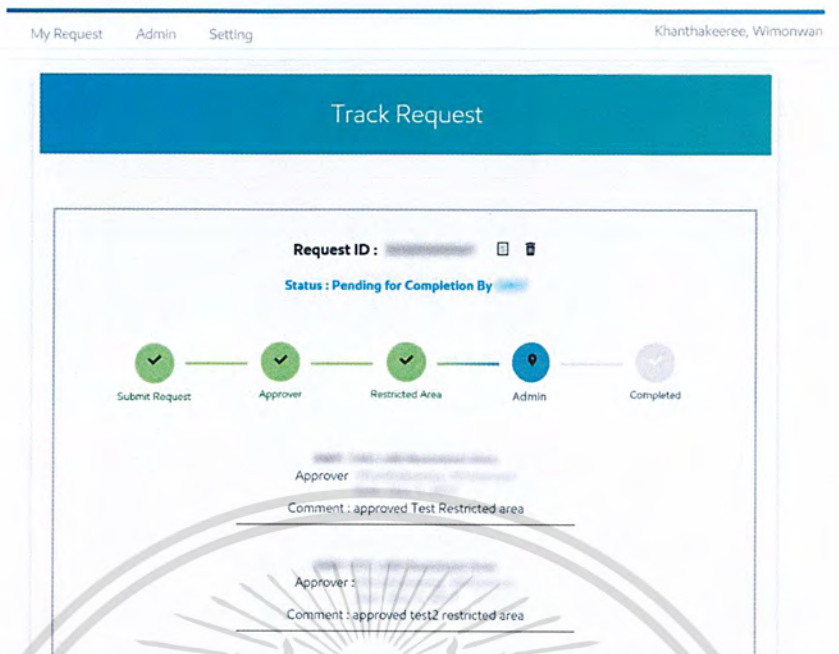 My Request Admin Setting Khanthakeeree, Wimonwan
Track Request
Request ID :
Status : Pending for Completion By
Submit Request Approver Restricted Area Admin Completed
Approver
Comment : approved Test Restricted area
Approver :
Comment : approved test2 restricted area